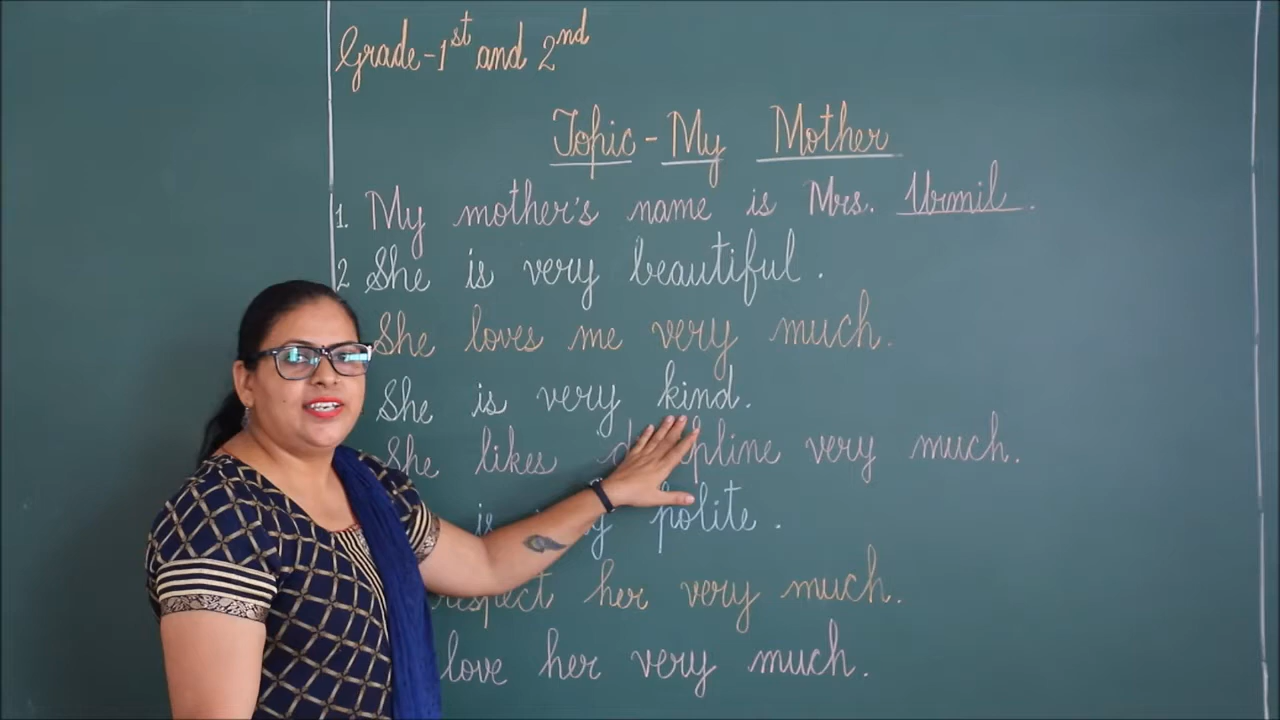 Grade-1st and 2nd
Topic - My Mother
1. My mother's name is Mrs. Urmil.
2 She is very beautiful.
She loves me very much.
She is very kind.
She likes very much.
is polite.
respect her very much.
love her very much.